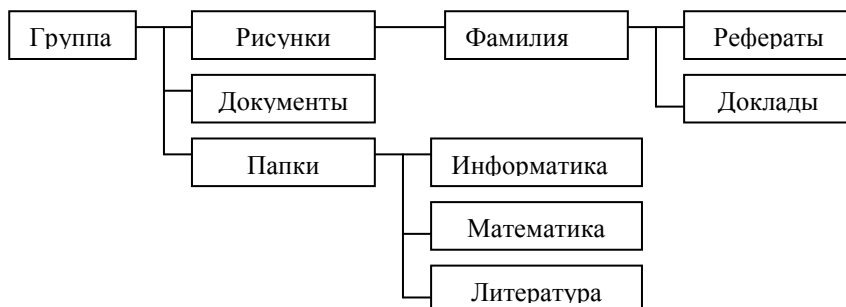 Группа Рисунки Фамилия Рефераты
Документы Доклады
Папки Информатика
Математика
Литература